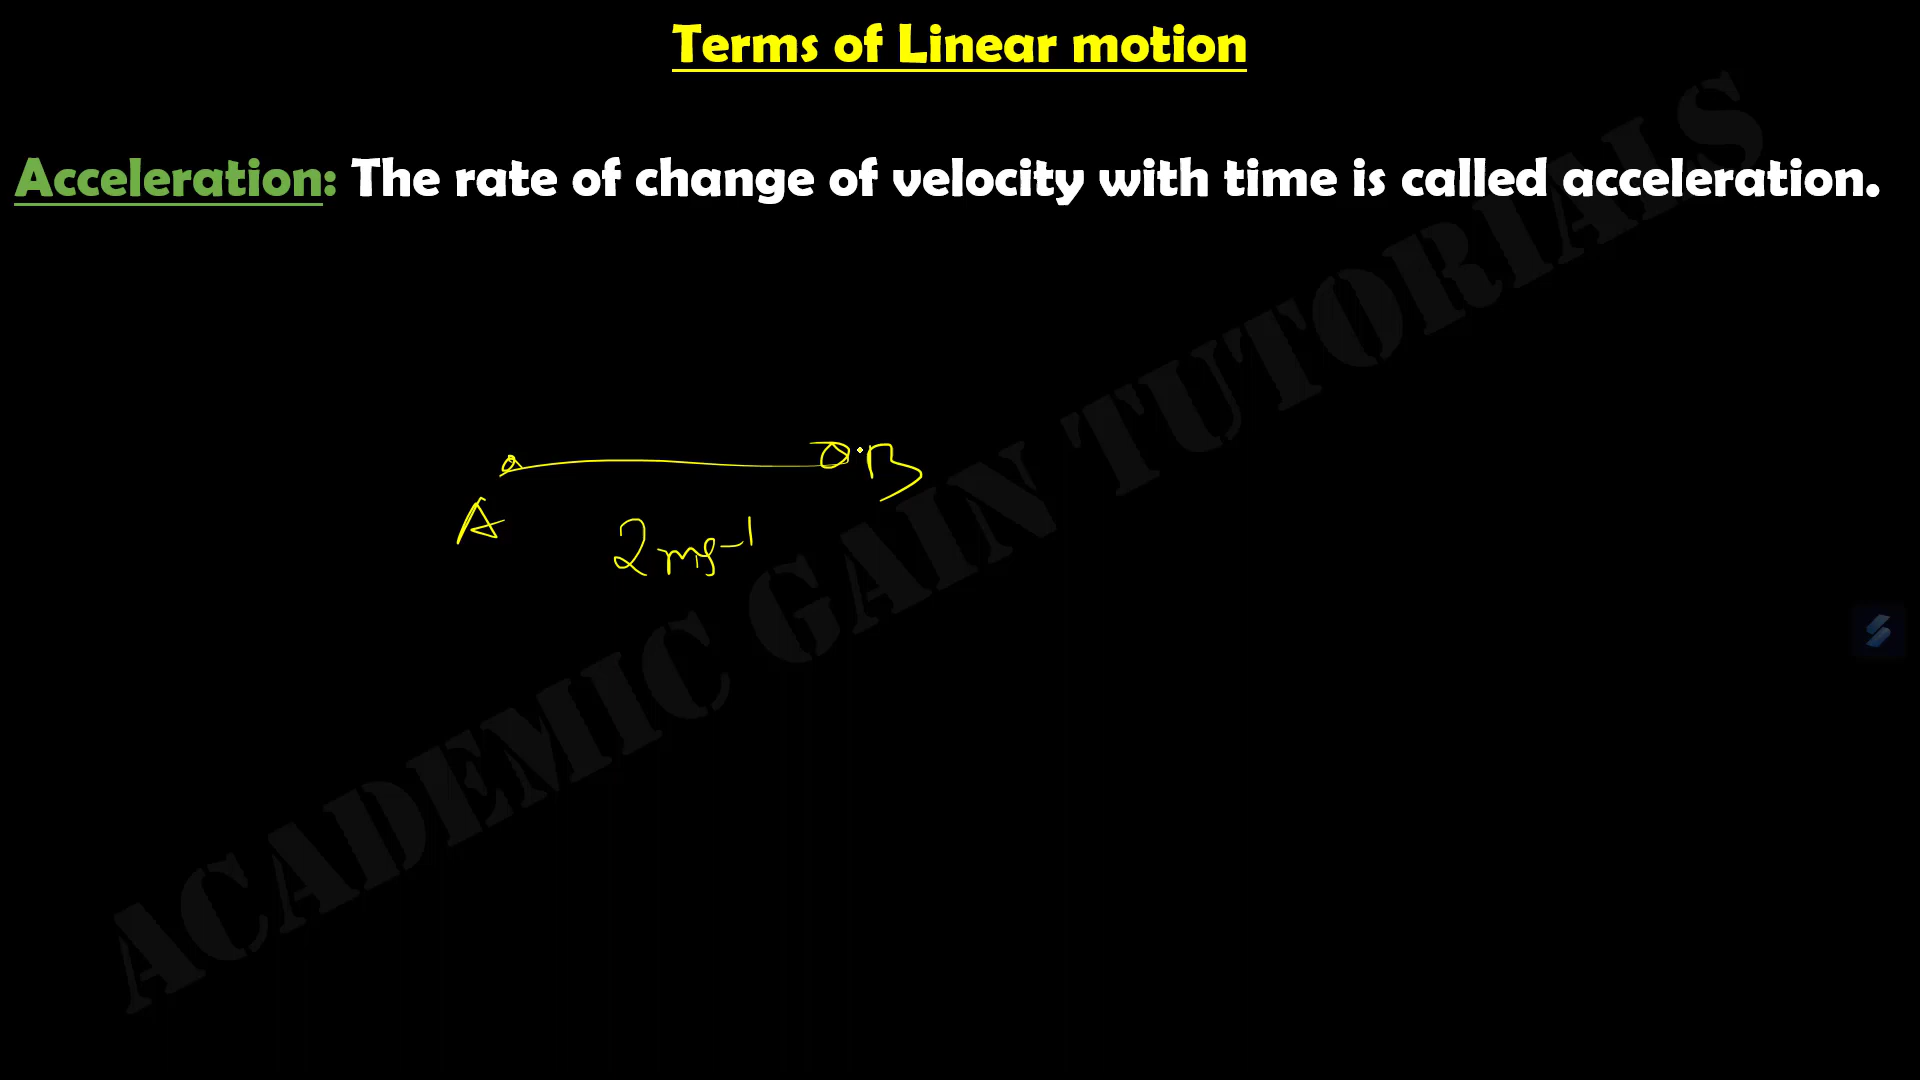 Terms of Linear motion
Acceleration: The rate of change of velocity with time is called acceleration.
A B
2 ms⁻¹
ACADEMIC GAIN TUTORIALS